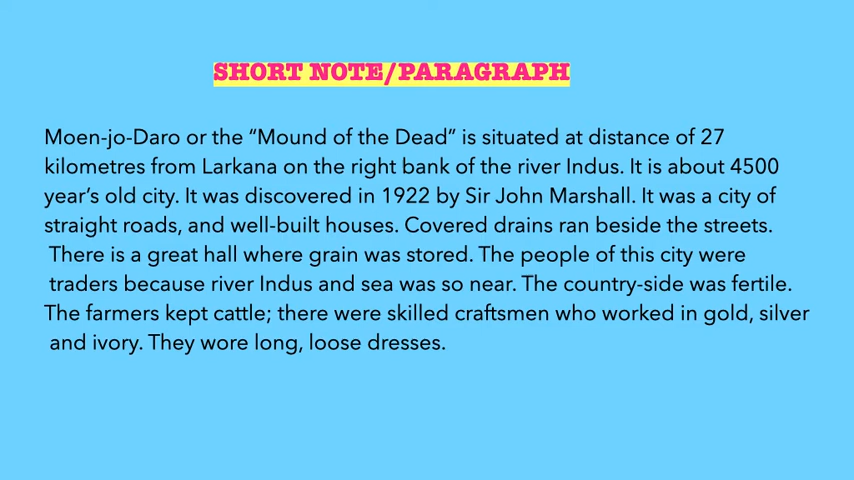 SHORT NOTE/PARAGRAPH
Moen-jo-Daro or the “Mound of the Dead” is situated at distance of 27
kilometres from Larkana on the right bank of the river Indus. It is about 4500
year’s old city. It was discovered in 1922 by Sir John Marshall. It was a city of
straight roads, and well-built houses. Covered drains ran beside the streets.
There is a great hall where grain was stored. The people of this city were
traders because river Indus and sea was so near. The country-side was fertile.
The farmers kept cattle; there were skilled craftsmen who worked in gold, silver
and ivory. They wore long, loose dresses.